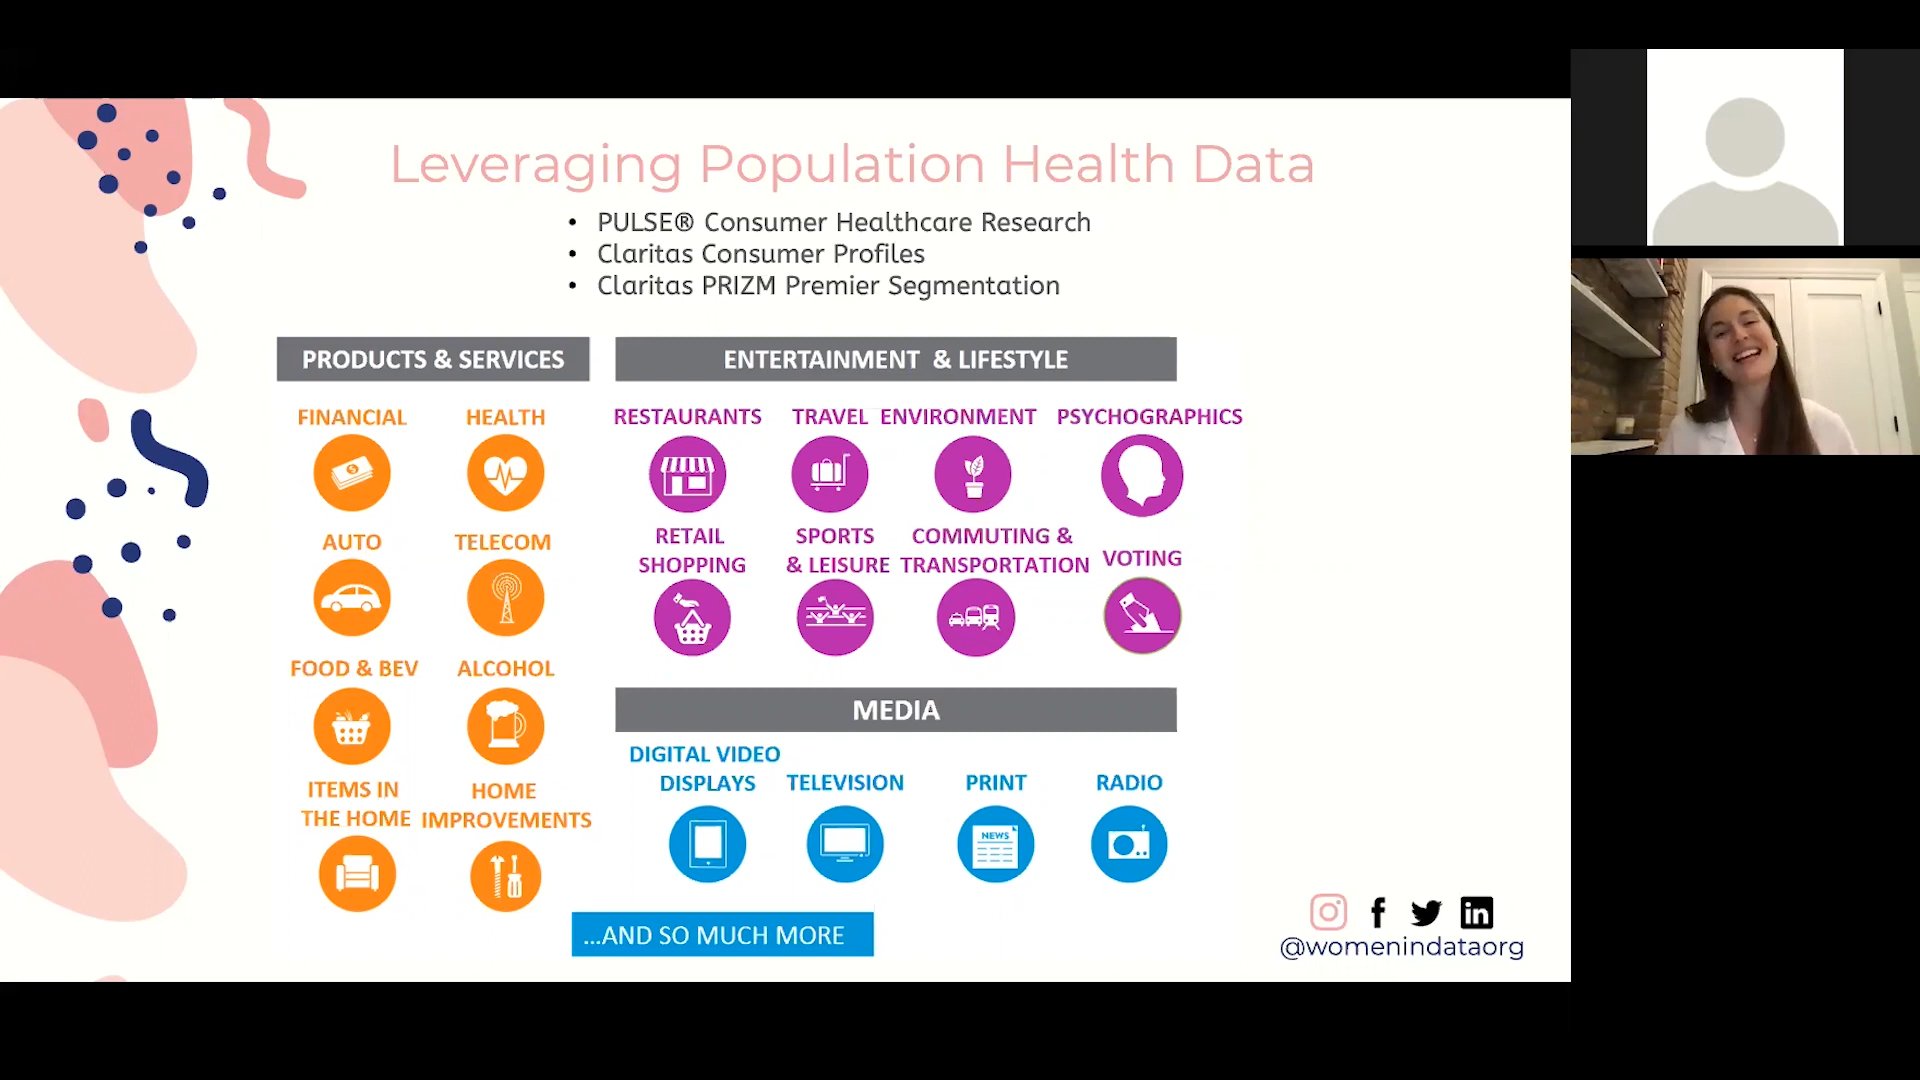 Leveraging Population Health Data
• PULSE® Consumer Healthcare Research
• Claritas Consumer Profiles
• Claritas PRIZM Premier Segmentation
PRODUCTS & SERVICES
FINANCIAL
HEALTH
AUTO
TELECOM
FOOD & BEV
ALCOHOL
ITEMS IN
THE HOME
HOME
IMPROVEMENTS
ENTERTAINMENT & LIFESTYLE
RESTAURANTS
TRAVEL
ENVIRONMENT
PSYCHOGRAPHICS
RETAIL
SHOPPING
SPORTS
& LEISURE
COMMUTING &
TRANSPORTATION
VOTING
MEDIA
DIGITAL VIDEO
DISPLAYS
TELEVISION
PRINT
NEWS
RADIO
...AND SO MUCH MORE
@womenindataorg